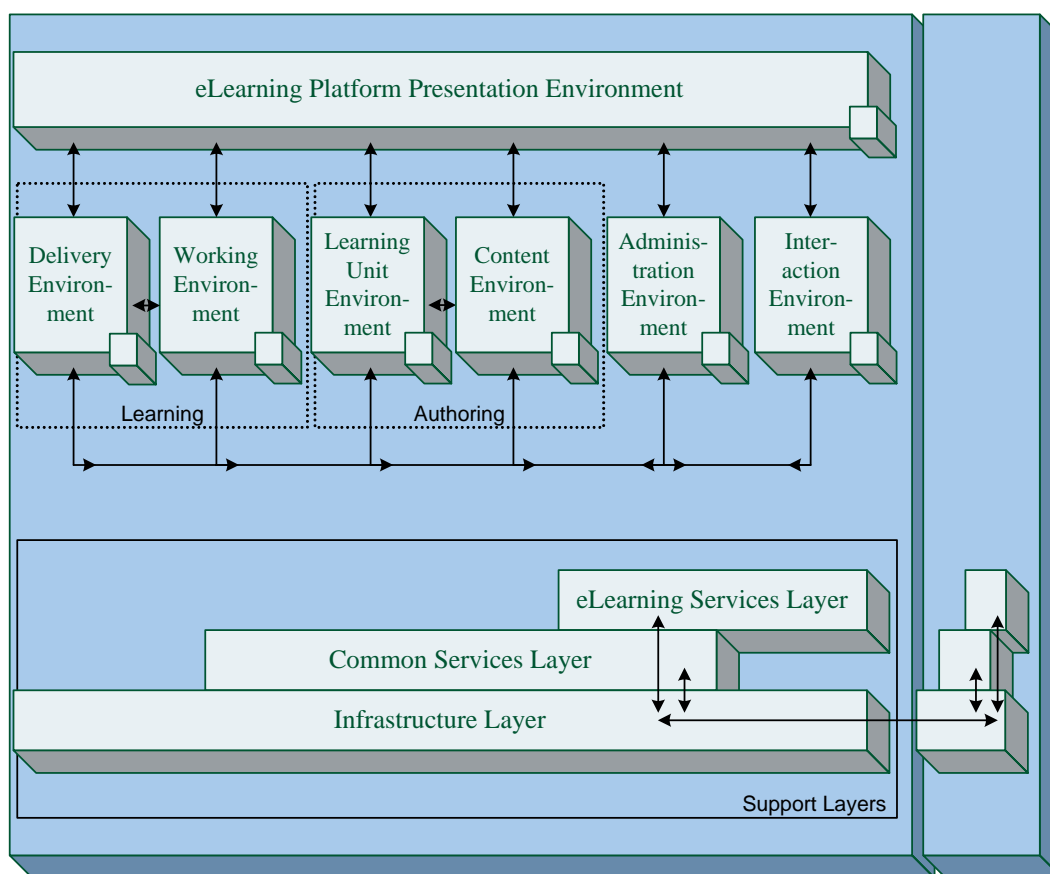 eLearning Platform Presentation Environment
Delivery
Environ-
ment
Working
Environ-
ment
Learning
Unit
Environ-
ment
Content
Environ-
ment
Adminis-
tration
Environ-
ment
Inter-
action
Environ-
ment
Learning
Authoring
eLearning Services Layer
Common Services Layer
Infrastructure Layer
Support Layers